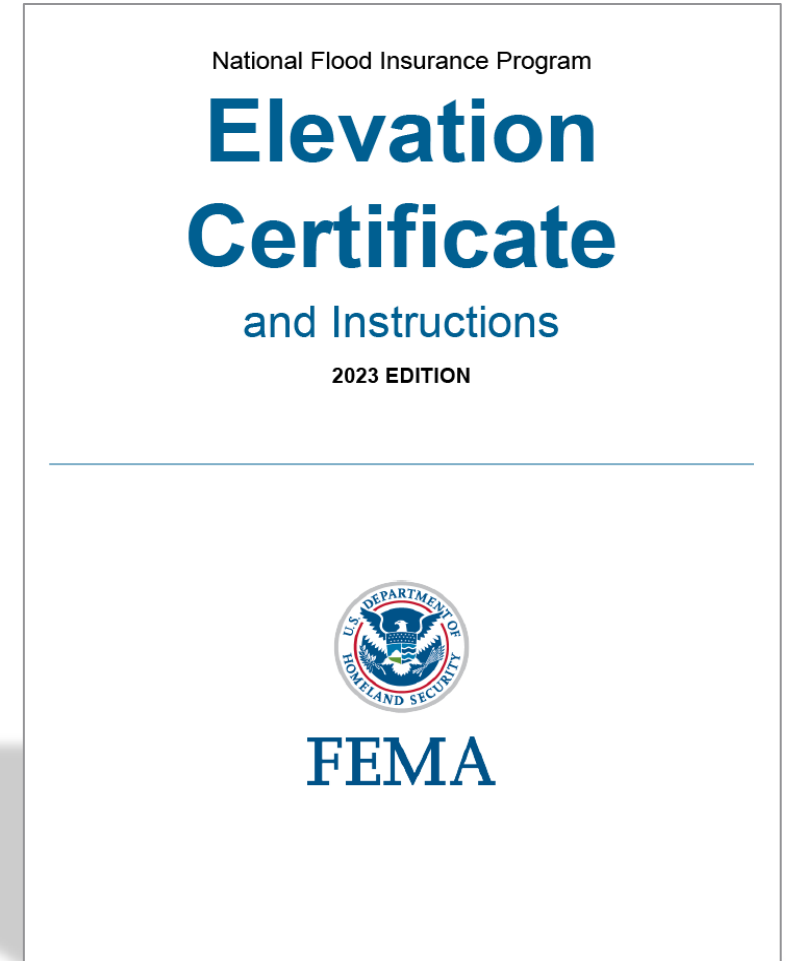 National Flood Insurance Program
Elevation
Certificate
and Instructions
2023 EDITION
U.S. DEPARTMENT OF
HOMELAND SECURITY
FEMA